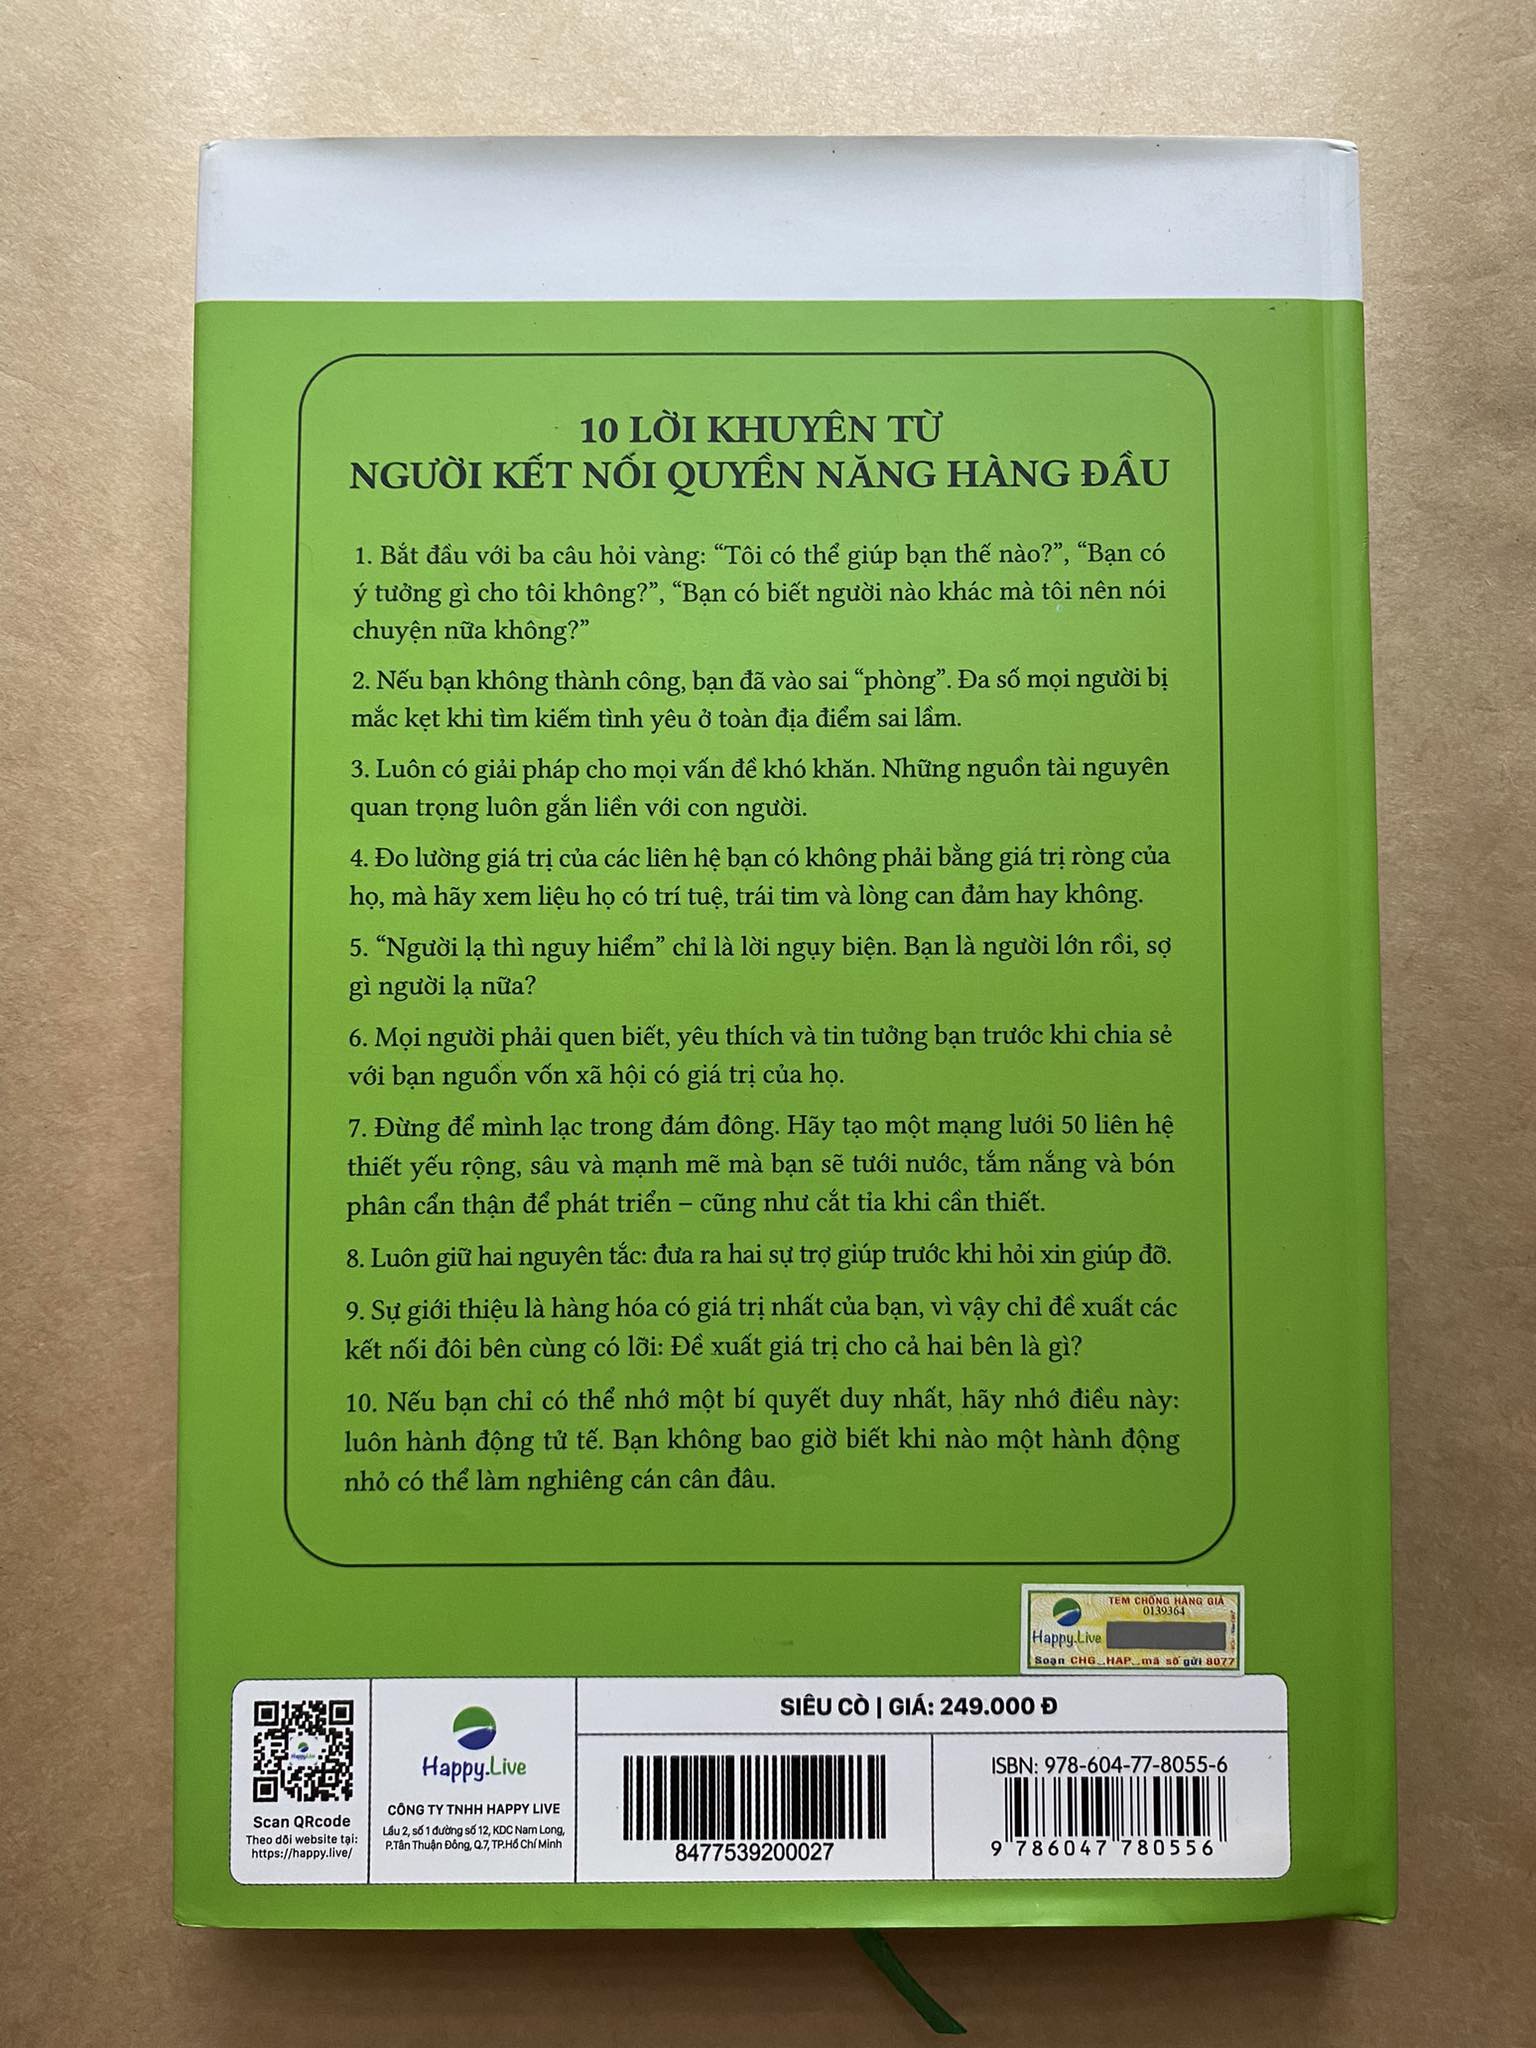 10 LỜI KHUYÊN TỪ
NGƯỜI KẾT NỐI QUYỀN NĂNG HÀNG ĐẦU
1. Bắt đầu với ba câu hỏi vàng: “Tôi có thể giúp bạn thế nào?”, “Bạn có
ý tưởng gì cho tôi không?”, “Bạn có biết người nào khác mà tôi nên nói
chuyện nữa không?”
2. Nếu bạn không thành công, bạn đã vào sai “phòng”. Đa số mọi người bị
mắc kẹt khi tìm kiếm tình yêu ở toàn địa điểm sai lầm.
3. Luôn có giải pháp cho mọi vấn đề khó khăn. Những nguồn tài nguyên
quan trọng luôn gắn liền với con người.
4. Đo lường giá trị của các liên hệ bạn có không phải bằng giá trị ròng của
họ, mà hãy xem liệu họ có trí tuệ, trái tim và lòng can đảm hay không.
5. “Người lạ thì nguy hiểm” chỉ là lời ngụy biện. Bạn là người lớn rồi, sợ
gì người lạ nữa?
6. Mọi người phải quen biết, yêu thích và tin tưởng bạn trước khi chia sẻ
với bạn nguồn vốn xã hội có giá trị của họ.
7. Đừng để mình lạc trong đám đông. Hãy tạo một mạng lưới 50 liên hệ
thiết yếu rộng, sâu và mạnh mẽ mà bạn sẽ tưới nước, tắm nắng và bón
phân cẩn thận để phát triển – cũng như cắt tỉa khi cần thiết.
8. Luôn giữ hai nguyên tắc: đưa ra hai sự trợ giúp trước khi hỏi xin giúp đỡ.
9. Sự giới thiệu là hàng hóa có giá trị nhất của bạn, vì vậy chỉ đề xuất các
kết nối đôi bên cùng có lỡi: Đề xuất giá trị cho cả hai bên là gì?
10. Nếu bạn chỉ có thể nhớ một bí quyết duy nhất, hãy nhớ điều này:
luôn hành động tử tế. Bạn không bao giờ biết khi nào một hành động
nhỏ có thể làm nghiêng cán cân đâu.
TEM CHỐNG HÀNG GIẢ
0139364
Happy.Live
Soạn CHG_HAP_mã số gửi 8077
Happy.Live
Scan QRcode
Theo dõi website tại:
https://happy.live/
Happy.Live
CÔNG TY TNHH HAPPY LIVE
Lầu 2, số 1 đường số 12, KDC Nam Long,
P.Tân Thuận Đông, Q.7, TP.Hồ Chí Minh
SIÊU CÒ | GIÁ: 249.000 Đ
8477539200027
ISBN: 978-604-77-8055-6
9 786047 780556